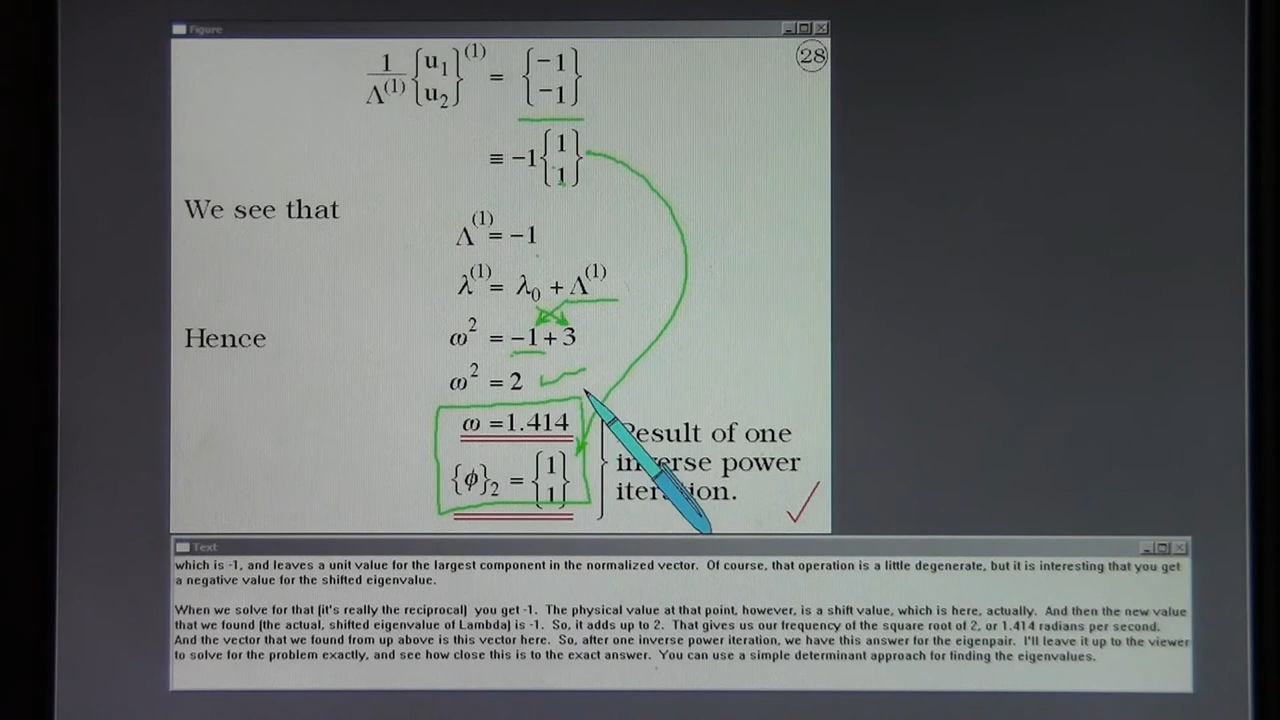 Figure
28
1/Λ^(1) {u1 u2}^(1) = {-1 -1}
≡ -1 {1 1}
We see that
Λ^(1) = -1
λ^(1) = λ0 + Λ^(1)
Hence
ω^2 = -1 + 3
ω^2 = 2
ω = 1.414
{ϕ}2 = {1 1}
Result of one
inverse power
iteration.
Text
which is -1, and leaves a unit value for the largest component in the normalized vector. Of course, that operation is a little degenerate, but it is interesting that you get
a negative value for the shifted eigenvalue.
When we solve for that (it's really the reciprocal) you get -1. The physical value at that point, however, is a shift value, which is here, actually. And then the new value
that we found (the actual, shifted eigenvalue of Lambda) is -1. So, it adds up to 2. That gives us our frequency of the square root of 2, or 1.414 radians per second.
And the vector that we found from up above is this vector here. So, after one inverse power iteration, we have this answer for the eigenpair. I'll leave it up to the viewer
to solve for the problem exactly, and see how close this is to the exact answer. You can use a simple determinant approach for finding the eigenvalues.